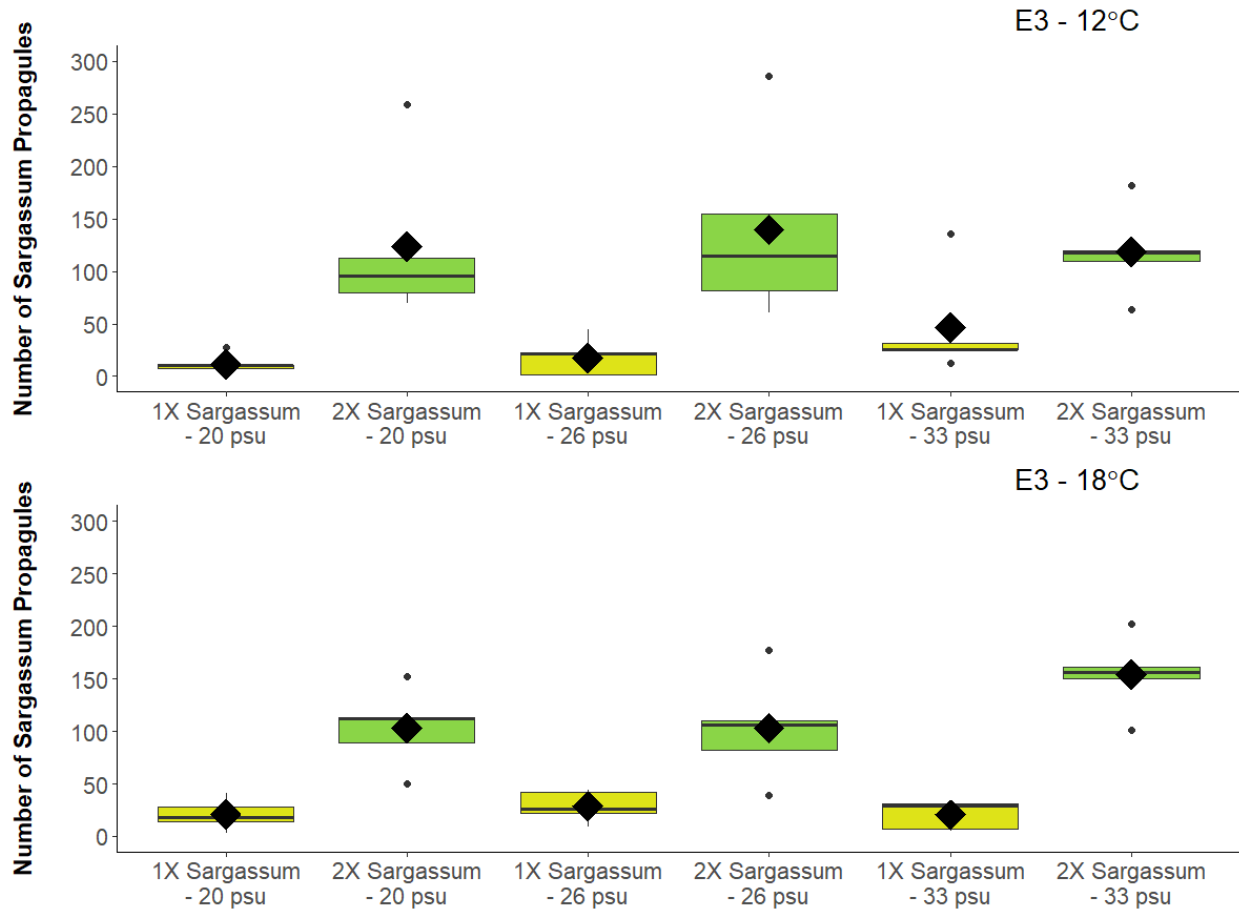 E3 - 12°C
Number of Sargassum Propagules
300
250
200
150
100
50
0
1X Sargassum 2X Sargassum 1X Sargassum 2X Sargassum 1X Sargassum 2X Sargassum
- 20 psu - 20 psu - 26 psu - 26 psu - 33 psu - 33 psu
E3 - 18°C
Number of Sargassum Propagules
300
250
200
150
100
50
0
1X Sargassum 2X Sargassum 1X Sargassum 2X Sargassum 1X Sargassum 2X Sargassum
- 20 psu - 20 psu - 26 psu - 26 psu - 33 psu - 33 psu